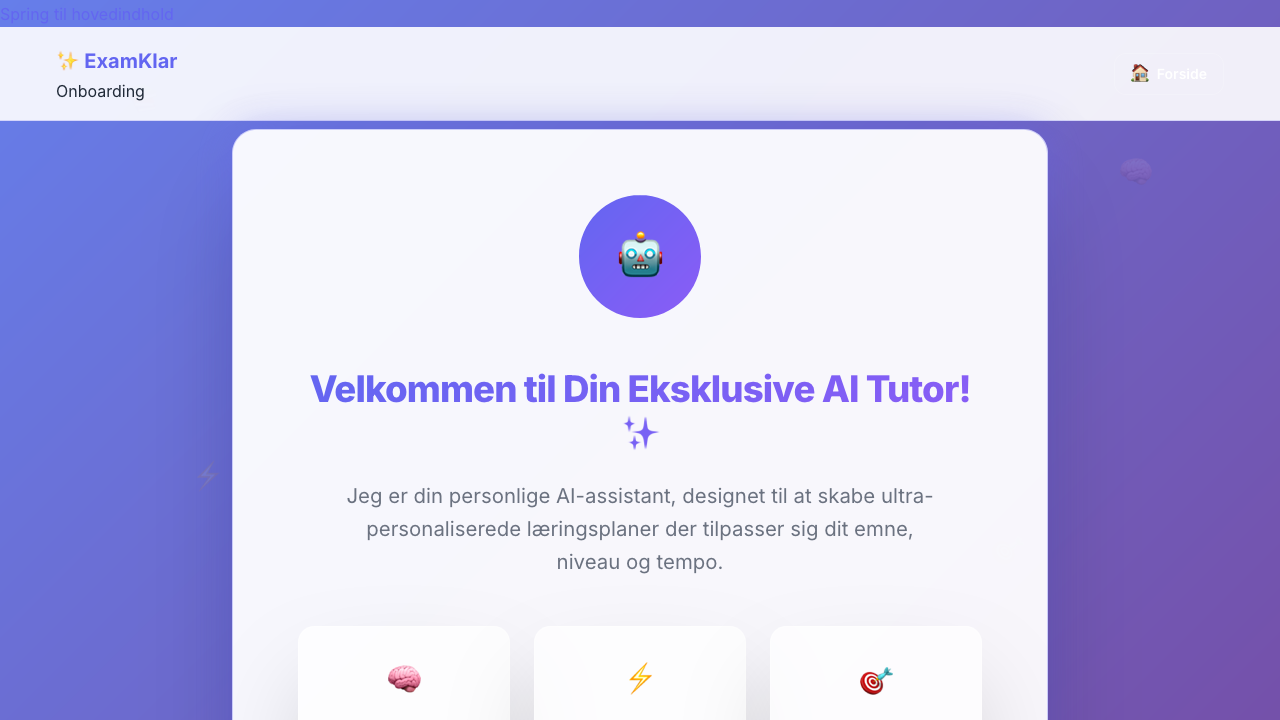 Spring til hovedindhold
✨ ExamKlar
Onboarding
🏠 Forside
Velkommen til Din Eksklusive AI Tutor!
✨
Jeg er din personlige AI-assistant, designet til at skabe ultra-
personaliserede læringsplaner der tilpasser sig dit emne,
niveau og tempo.